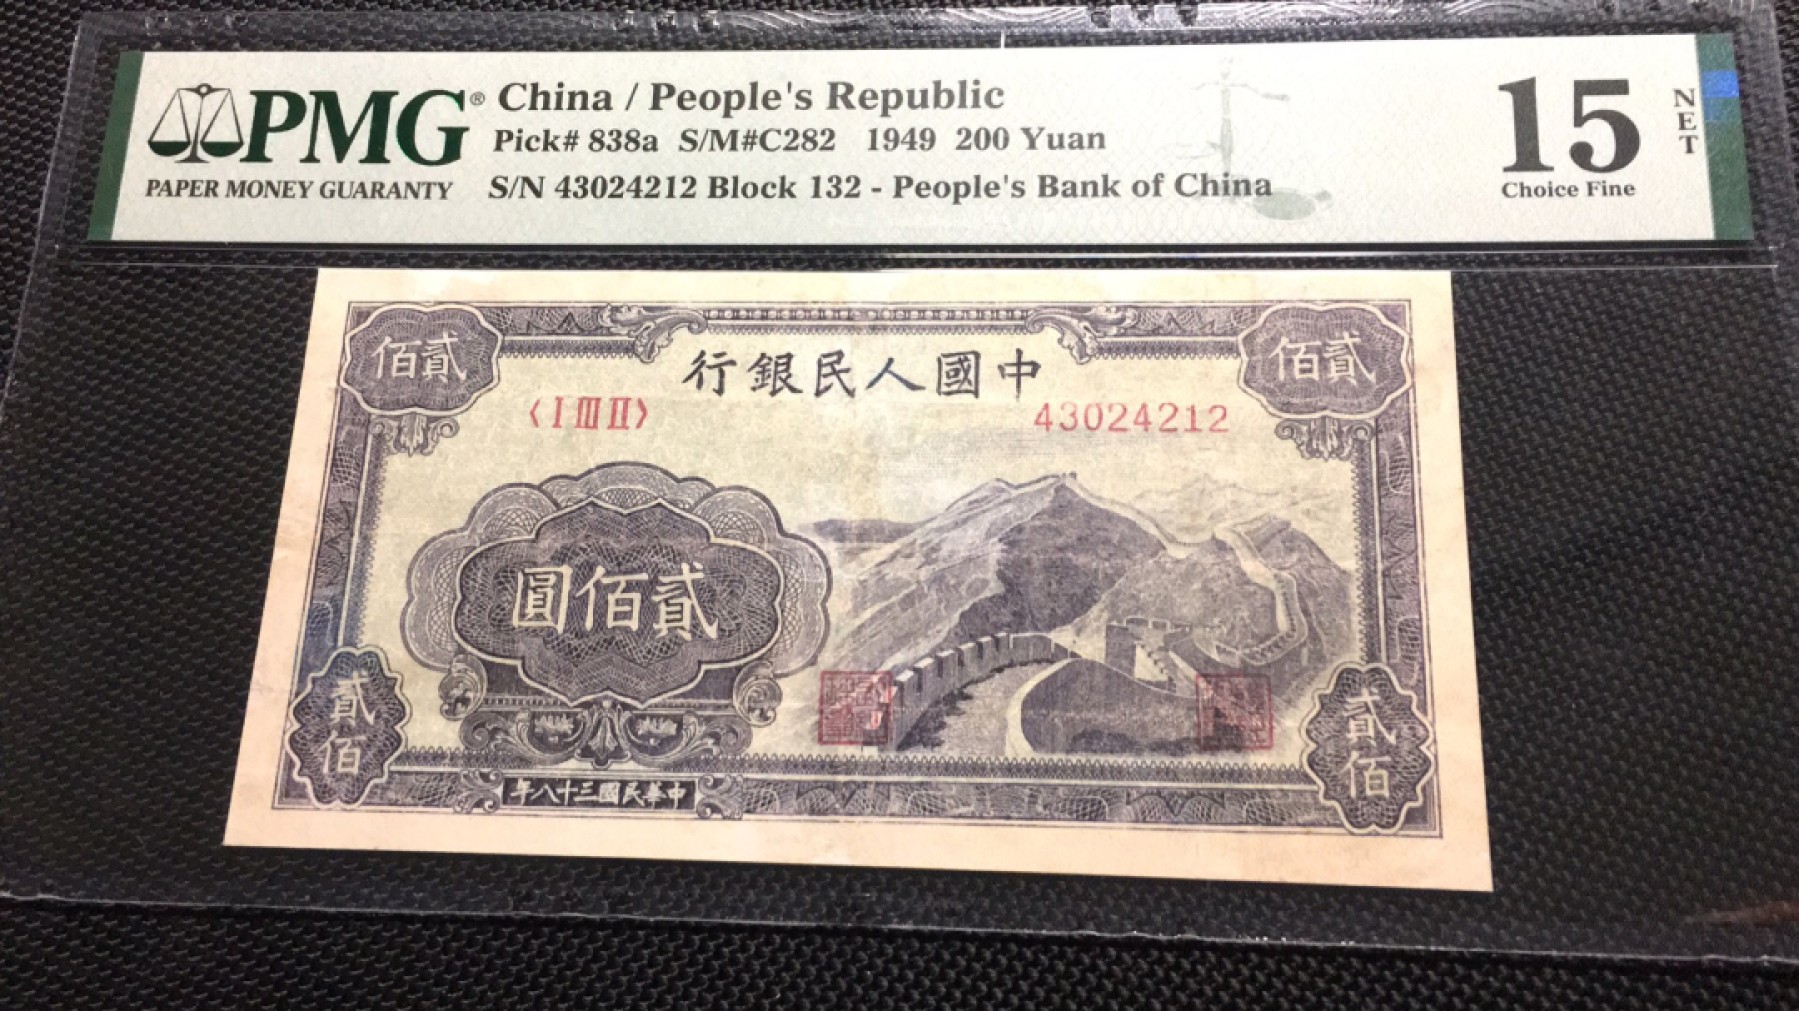 PMG® China / People's Republic
Pick# 838a S/M#C282 1949 200 Yuan
PAPER MONEY GUARANTY
S/N 43024212 Block 132 - People's Bank of China
15
NET
Choice Fine
佰貳
佰貳
行銀民人國中
〈I III II〉
43024212
圓佰貳
貳佰
貳佰
年八十三國民華中